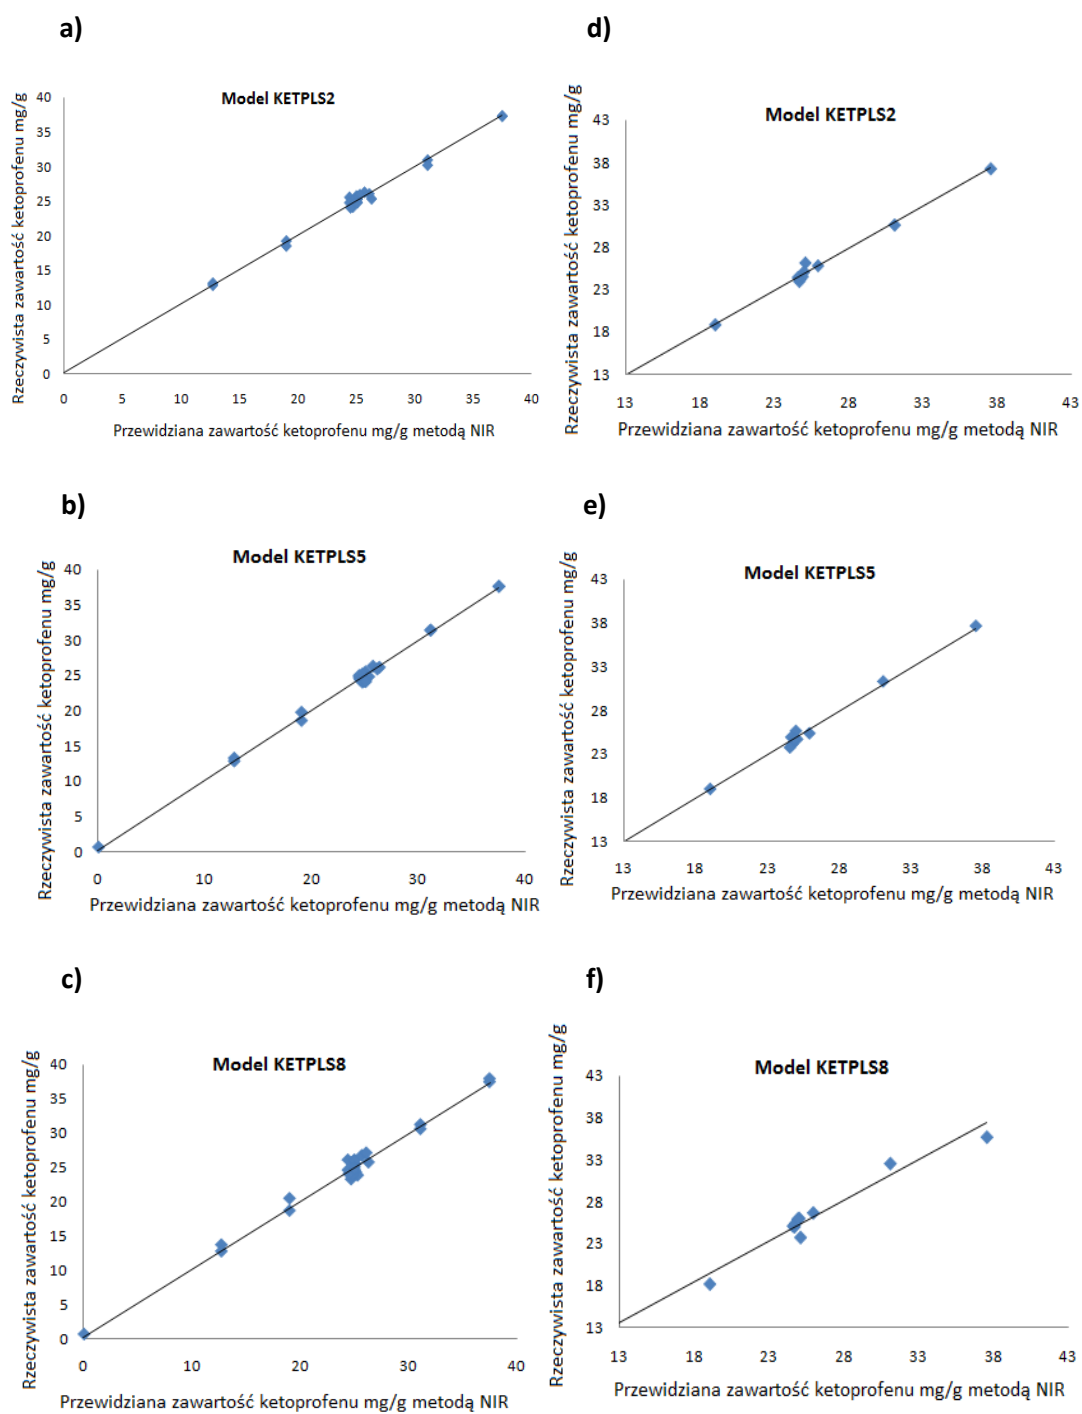 a)
Model KETPLS2
Rzeczywista zawartość ketoprofenu mg/g
40
35
30
25
20
15
10
5
0
0 5 10 15 20 25 30 35 40
Przewidziana zawartość ketoprofenu mg/g metodą NIR
d)
Model KETPLS2
Rzeczywista zawartość ketoprofenu mg/g
43
38
33
28
23
18
13
13 18 23 28 33 38 43
Przewidziana zawartość ketoprofenu mg/g metodą NIR
b)
Model KETPLS5
Rzeczywista zawartość ketoprofenu mg/g
40
35
30
25
20
15
10
5
0
0 10 20 30 40
Przewidziana zawartość ketoprofenu mg/g metodą NIR
e)
Model KETPLS5
Rzeczywista zawartość ketoprofenu mg/g
43
38
33
28
23
18
13
13 18 23 28 33 38 43
Przewidziana zawartość ketoprofenu mg/g metodą NIR
c)
Model KETPLS8
Rzeczywista zawartość ketoprofenu mg/g
40
35
30
25
20
15
10
5
0
0 10 20 30 40
Przewidziana zawartość ketoprofenu mg/g metodą NIR
f)
Model KETPLS8
Rzeczywista zawartość ketoprofenu mg/g
43
38
33
28
23
18
13
13 18 23 28 33 38 43
Przewidziana zawartość ketoprofenu mg/g metodą NIR